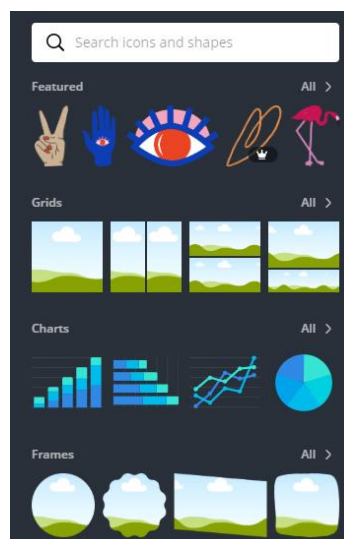 Search icons and shapes
Featured All >
Grids All >
Charts All >
Frames All >